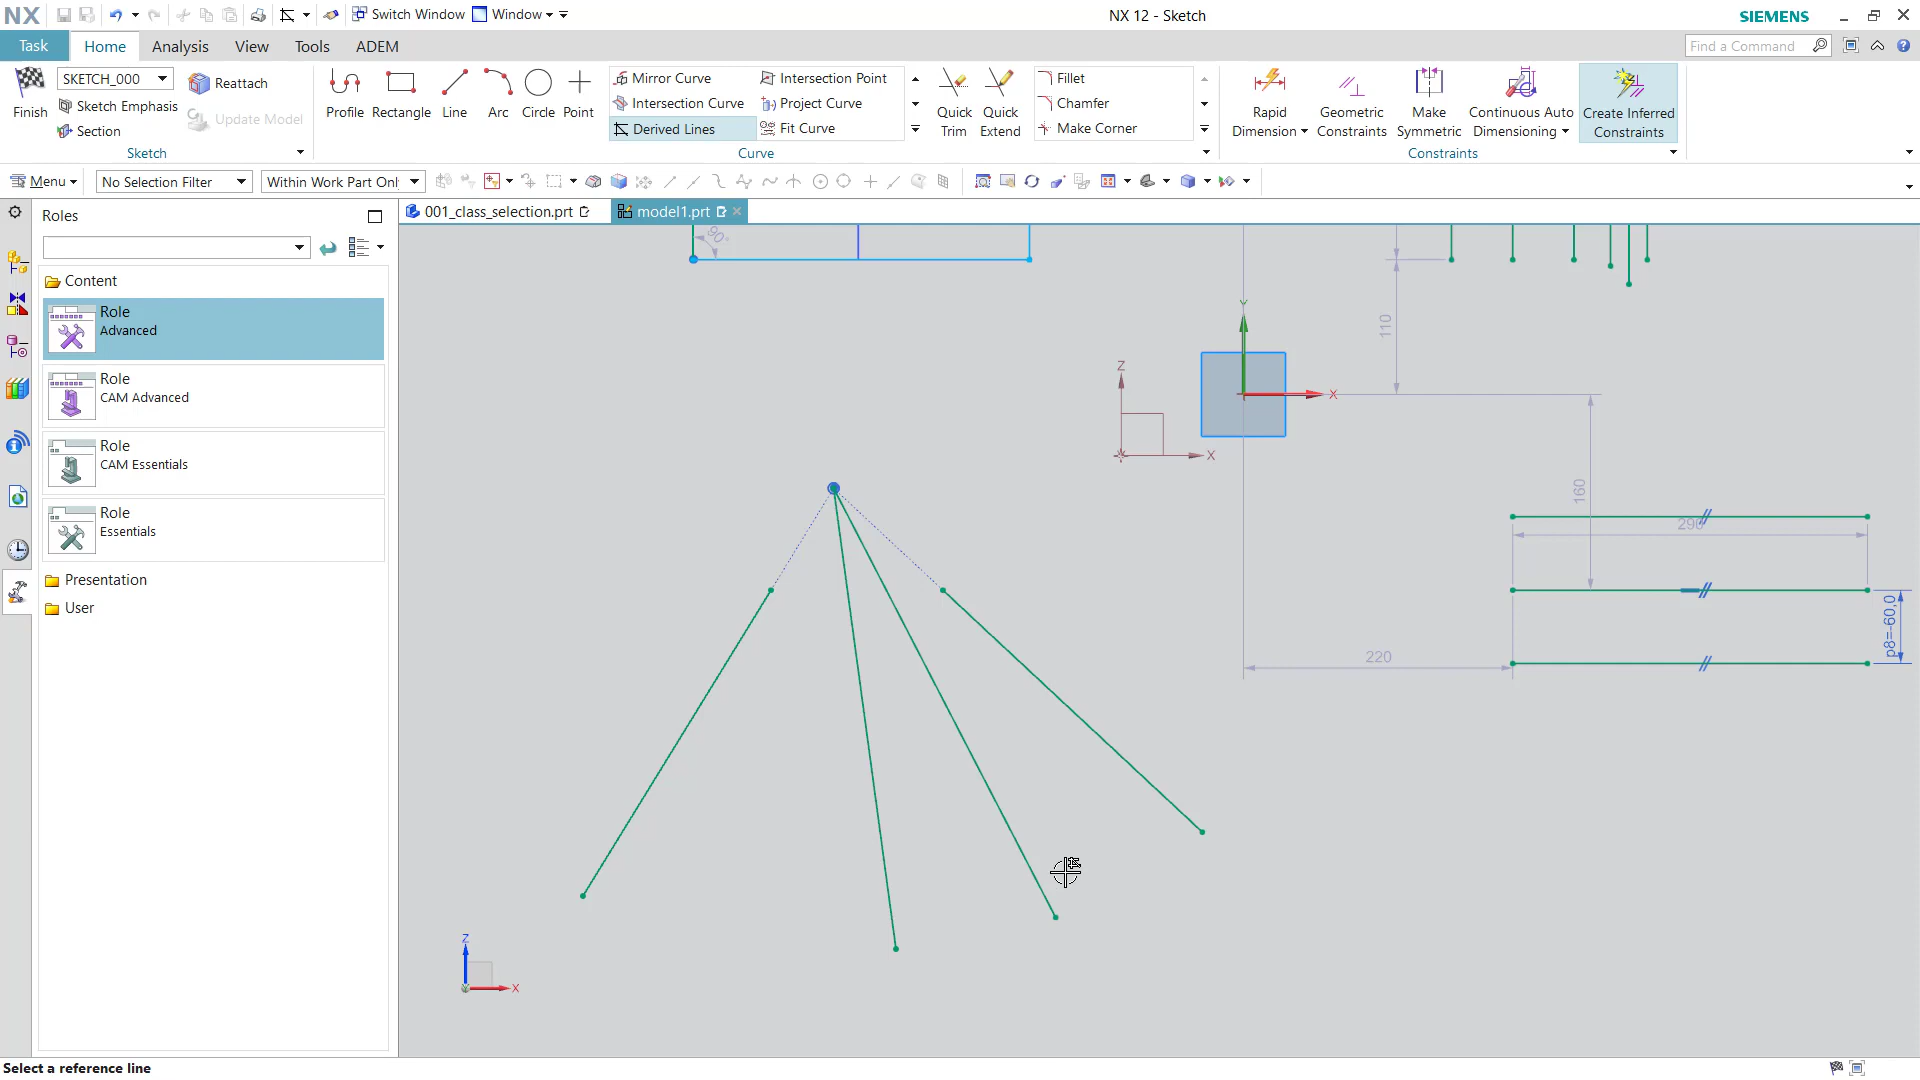 NX
Switch Window
Window
NX 12 - Sketch
SIEMENS
Task
Home
Analysis
View
Tools
ADEM
Find a Command
Finish
SKETCH_000
Sketch Emphasis
Section
Reattach
Update Model
Sketch
Profile
Rectangle
Line
Arc
Circle
Point
Mirror Curve
Intersection Curve
Derived Lines
Intersection Point
Project Curve
Fit Curve
Curve
Quick Trim
Quick Extend
Fillet
Chamfer
Make Corner
Rapid Dimension
Geometric Constraints
Make Symmetric
Continuous Auto Dimensioning
Create Inferred Constraints
Constraints
Menu
No Selection Filter
Within Work Part Onl
Roles
001_class_selection.prt
model1.prt
Content
Role
Advanced
Role
CAM Advanced
Role
CAM Essentials
Role
Essentials
Presentation
User
90°
110
Y
X
Z
X
160
290
220
p8=-60,0
Z
Y
X
Select a reference line